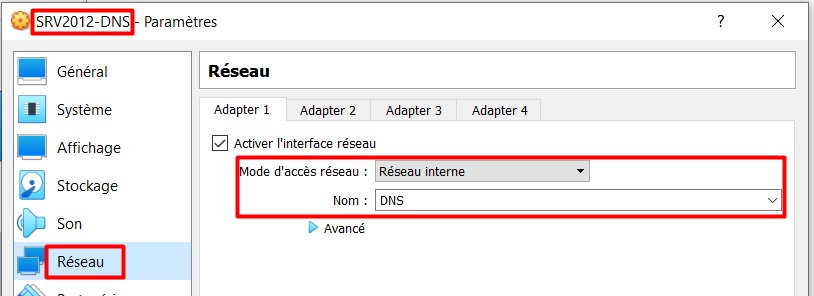 SRV2012-DNS - Paramètres
?
Général
Système
Affichage
Stockage
Son
Réseau
Réseau
Adapter 1 Adapter 2 Adapter 3 Adapter 4
Activer l'interface réseau
Mode d'accès réseau : Réseau interne
Nom : DNS
Avancé